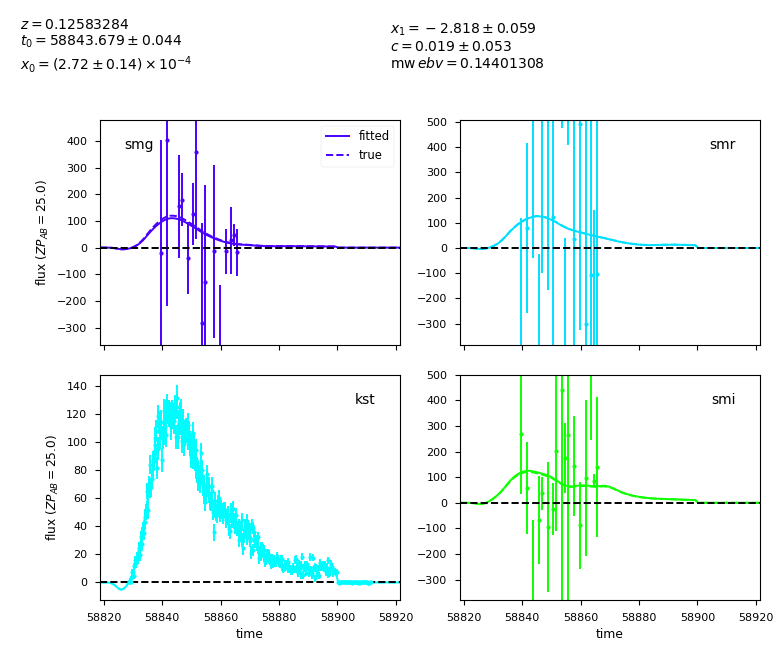 z = 0.12583284
t₀ = 58843.679 ± 0.044
x₀ = (2.72 ± 0.14) × 10⁻⁴
x₁ = −2.818 ± 0.059
c = 0.019 ± 0.053
mw ebv = 0.14401308
smg
fitted
true
400
300
200
100
0
−100
−200
−300
flux (ZP_AB = 25.0)
smr
500
400
300
200
100
0
−100
−200
−300
kst
140
120
100
80
60
40
20
0
flux (ZP_AB = 25.0)
58820 58840 58860 58880 58900 58920
time
smi
500
400
300
200
100
0
−100
−200
−300
58820 58840 58860 58880 58900 58920
time